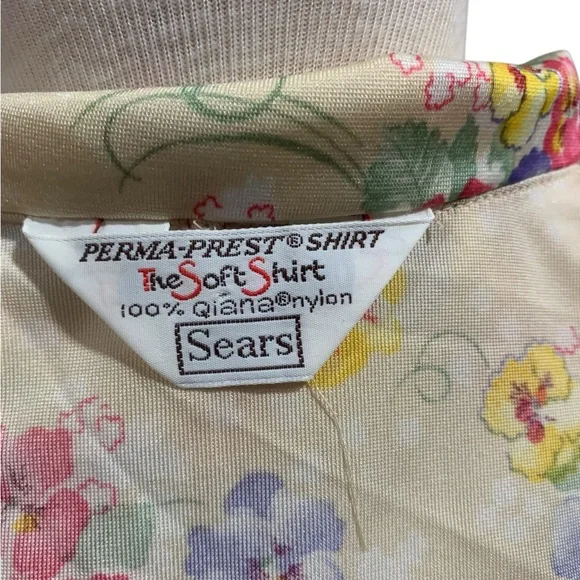 PERMA-PREST® SHIRT
The Soft Shirt
100% Qiana® nylon
Sears